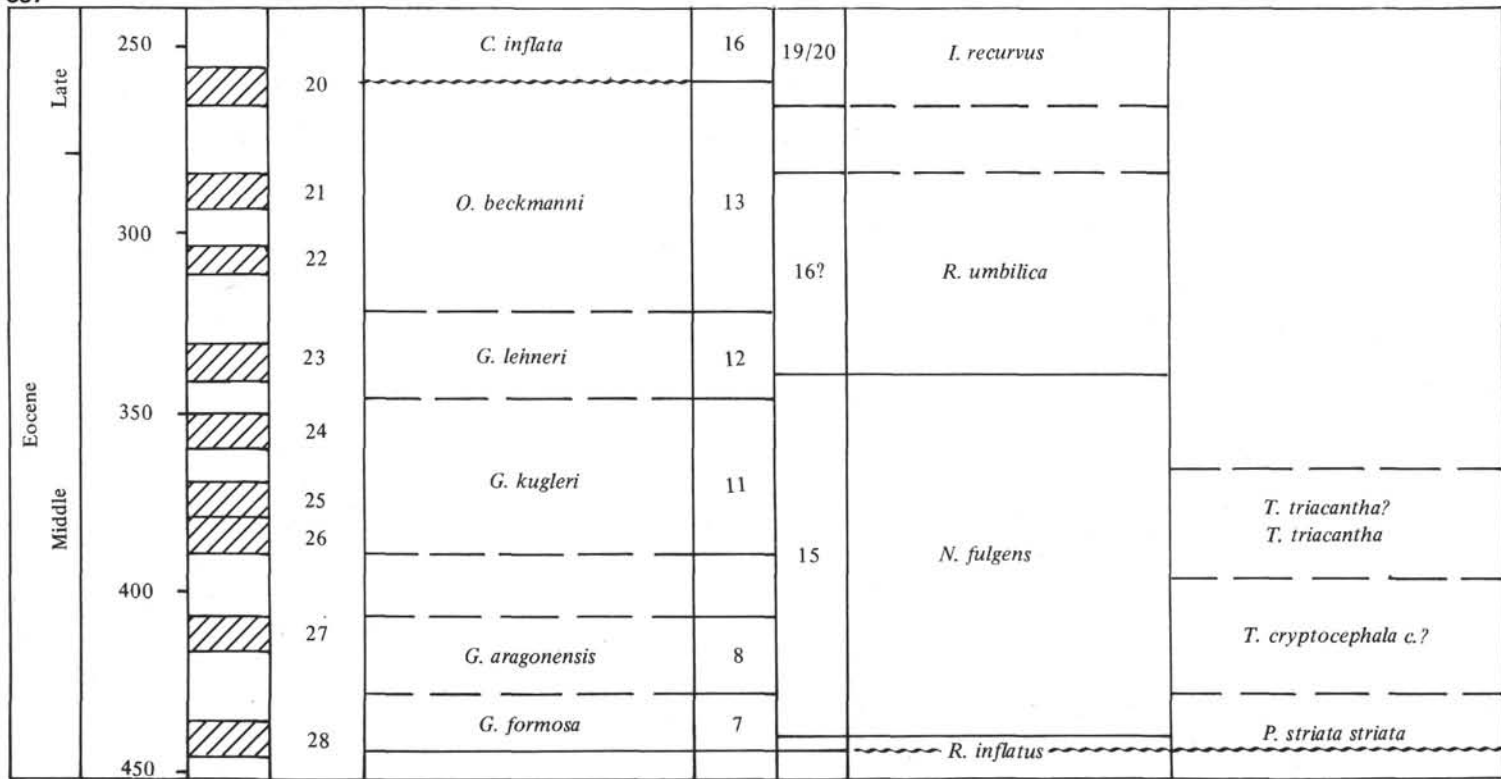 250
C. inflata
16
19/20
I. recurvus
Late
20
21
O. beckmanni
13
300
22
16?
R. umbilica
23
G. lehneri
12
Eocene
350
24
G. kugleri
11
25
T. triacantha?
Middle
26
T. triacantha
15
N. fulgens
400
27
T. cryptocephala c.?
G. aragonensis
8
G. formosa
7
28
P. striata striata
R. inflatus
450